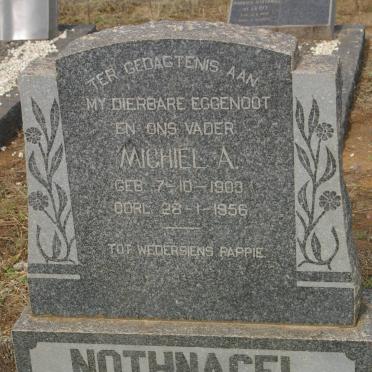 TER GEDAGTENIS AAN
MY DIERBARE EGGENOOT
EN ONS VADER
MICHIEL A.
GEB. 7-10-1903
OORL. 28-1-1956
TOT WEDERSIENS PAPPIE
NOTHNAGEL